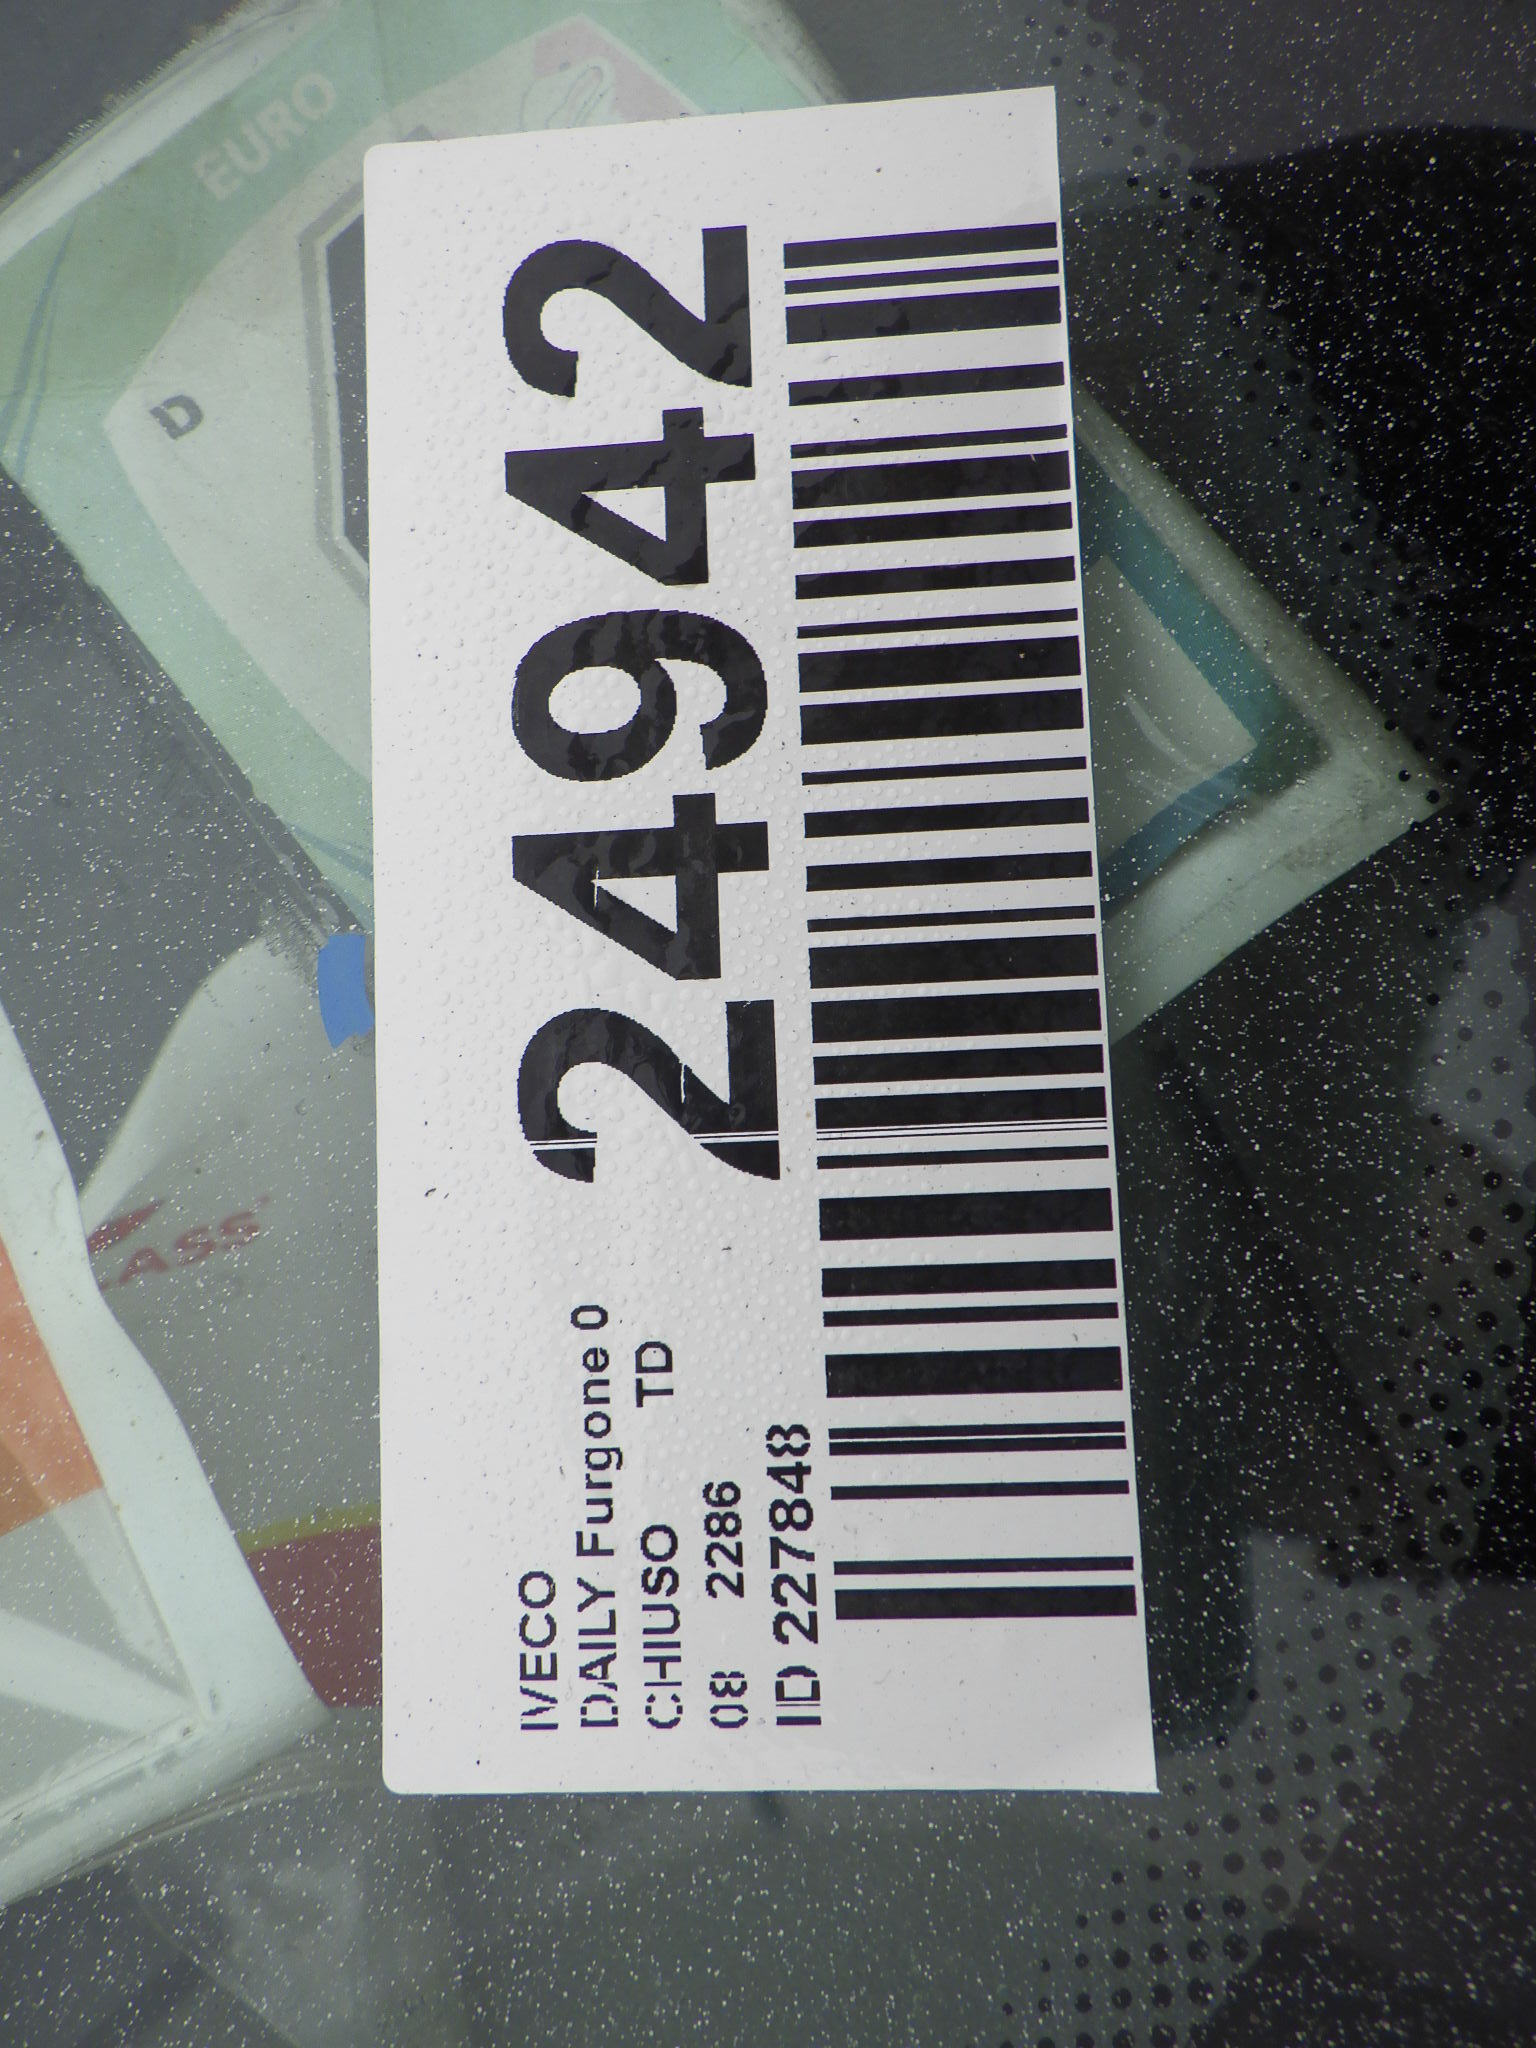 IVECO
DAILY Furgone 0
CHIUSO TD
08 2286
ID 227848
24942
EURO
D